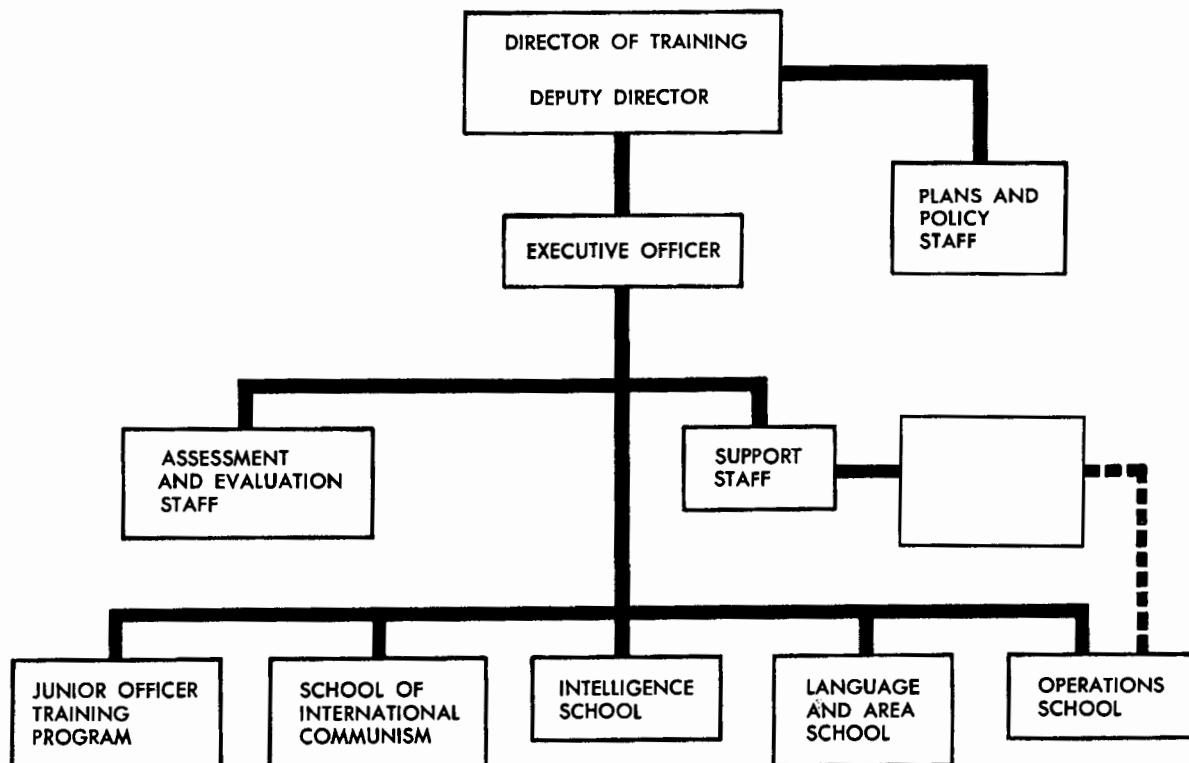 DIRECTOR OF TRAINING
DEPUTY DIRECTOR
PLANS AND
POLICY
STAFF
EXECUTIVE OFFICER
ASSESSMENT
AND EVALUATION
STAFF
SUPPORT
STAFF
JUNIOR OFFICER
TRAINING
PROGRAM
SCHOOL OF
INTERNATIONAL
COMMUNISM
INTELLIGENCE
SCHOOL
LANGUAGE
AND AREA
SCHOOL
OPERATIONS
SCHOOL